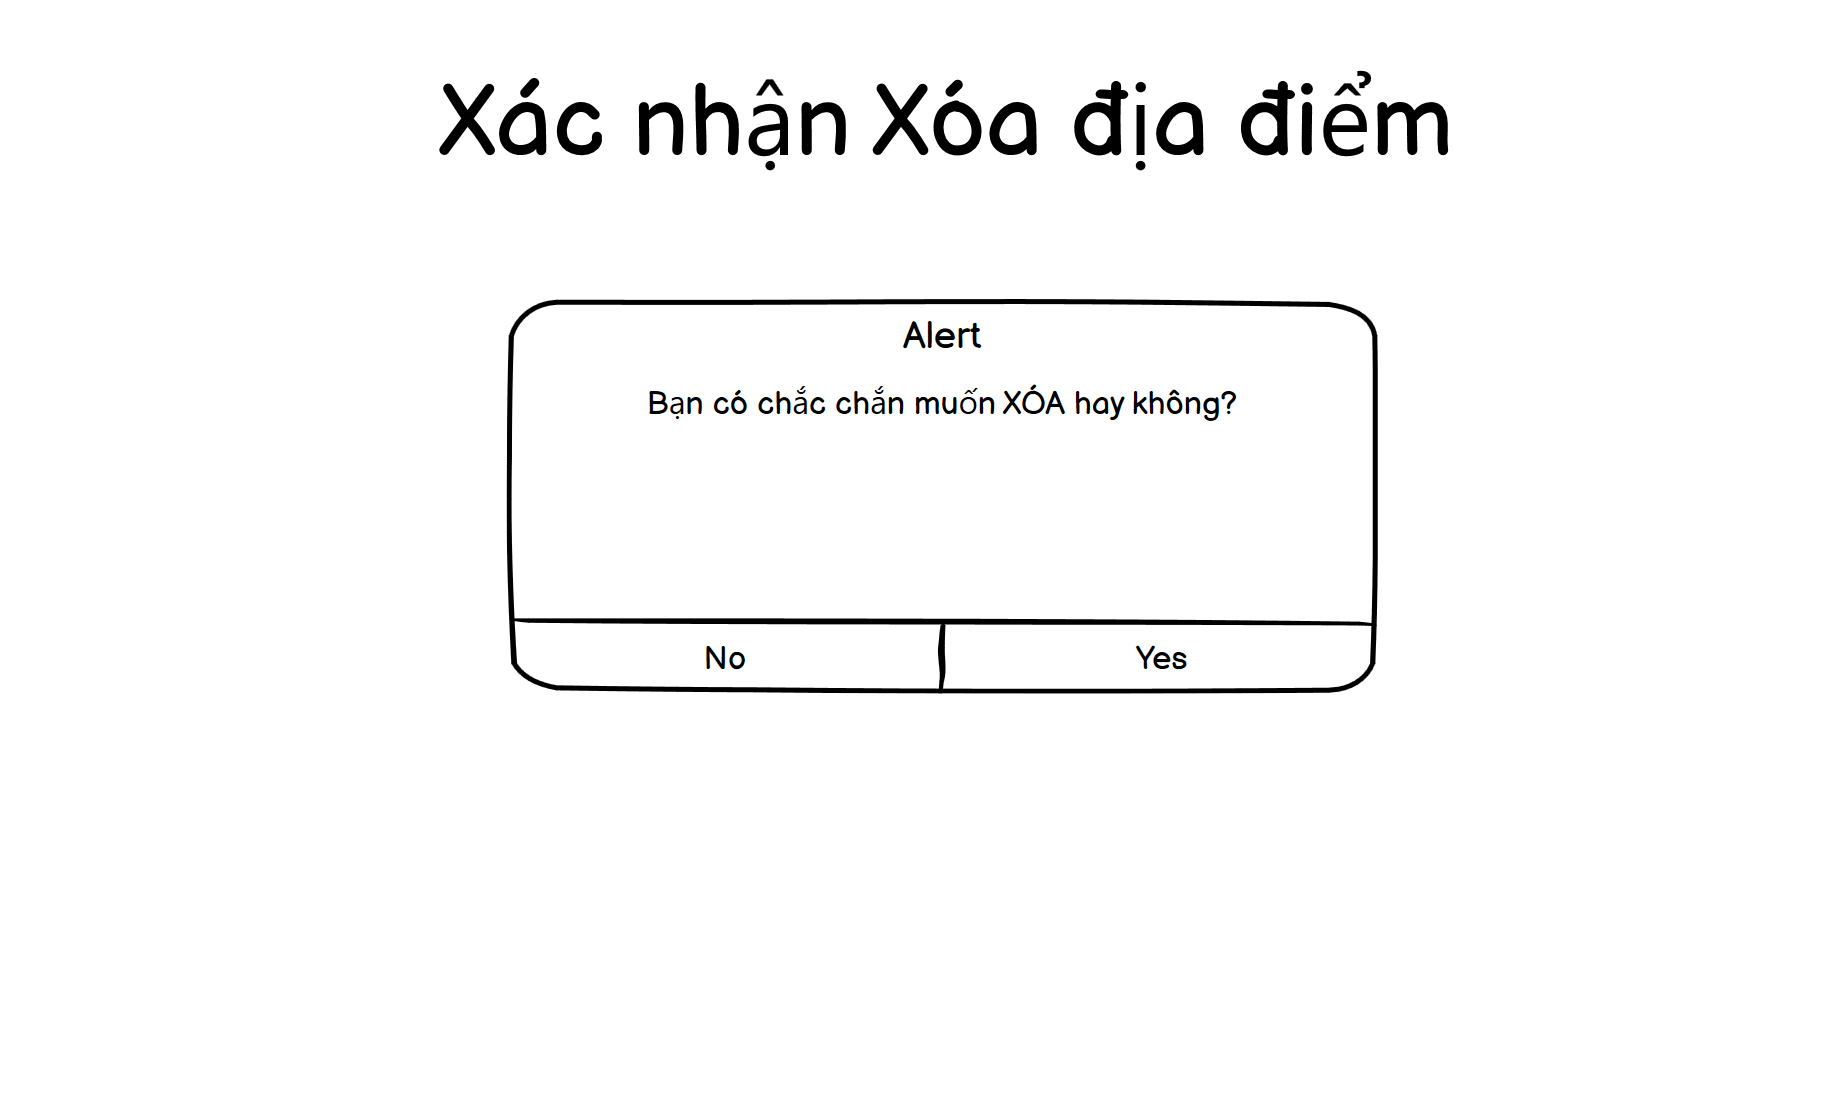 Xác nhận Xóa địa điểm
Alert
Bạn có chắc chắn muốn XÓA hay không?
No
Yes